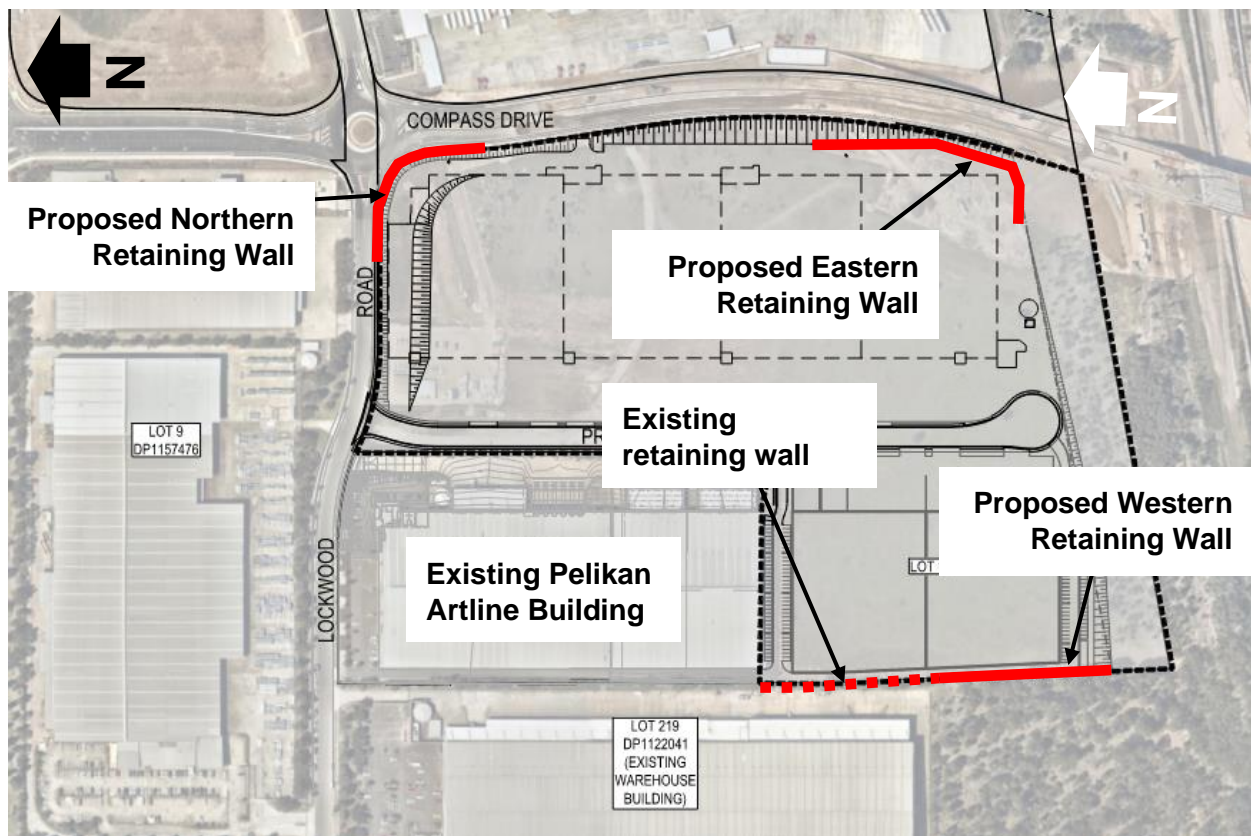 N
N
COMPASS DRIVE
Proposed Northern
Retaining Wall
Proposed Eastern
Retaining Wall
ROAD
Existing
retaining wall
LOT 9
DP1157476
Proposed Western
Retaining Wall
LOT
Existing Pelikan
Artline Building
LOCKWOOD
LOT 219
DP1122041
(EXISTING
WAREHOUSE
BUILDING)